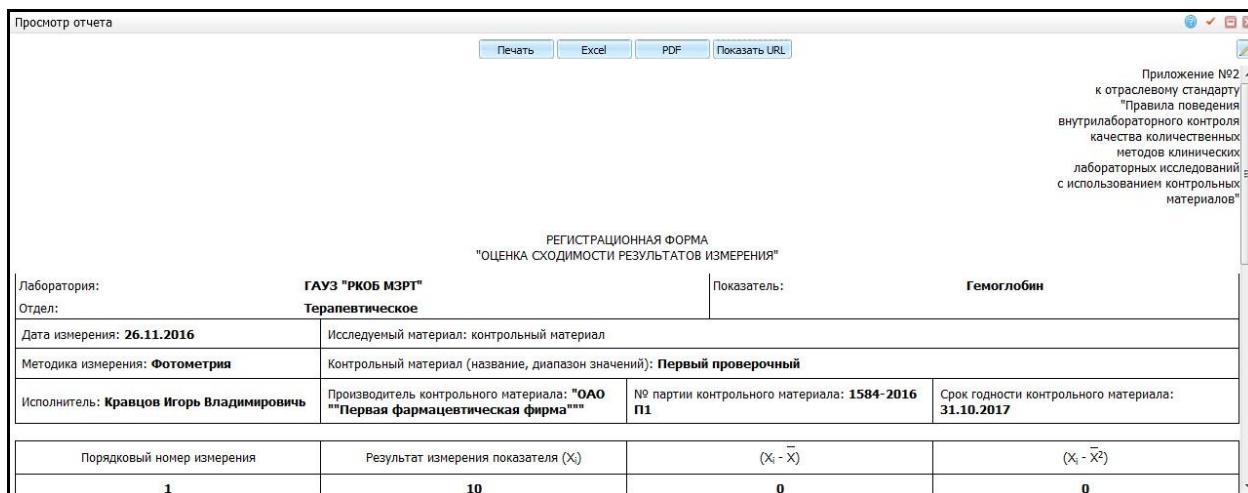 Просмотр отчета
Печать Excel PDF Показать URL
Приложение №2
к отраслевому стандарту
"Правила поведения
внутрилабораторного контроля
качества количественных
методов клинических
лабораторных исследований
с использованием контрольных
материалов"
РЕГИСТРАЦИОННАЯ ФОРМА
"ОЦЕНКА СХОДИМОСТИ РЕЗУЛЬТАТОВ ИЗМЕРЕНИЯ"
Лаборатория: ГАУЗ "РКОБ МЗРТ" Показатель: Гемоглобин
Отдел: Терапевтическое
Дата измерения: 26.11.2016 Исследуемый материал: контрольный материал
Методика измерения: Фотометрия Контрольный материал (название, диапазон значений): Первый проверочный
Исполнитель: Кравцов Игорь Владимировичь
Производитель контрольного материала: "ОАО
""Первая фармацевтическая фирма"""
№ партии контрольного материала: 1584-2016
П1
Срок годности контрольного материала:
31.10.2017
Порядковый номер измерения Результат измерения показателя (Xᵢ) (Xᵢ - X̅) (Xᵢ - X̅²)
1 10 0 0